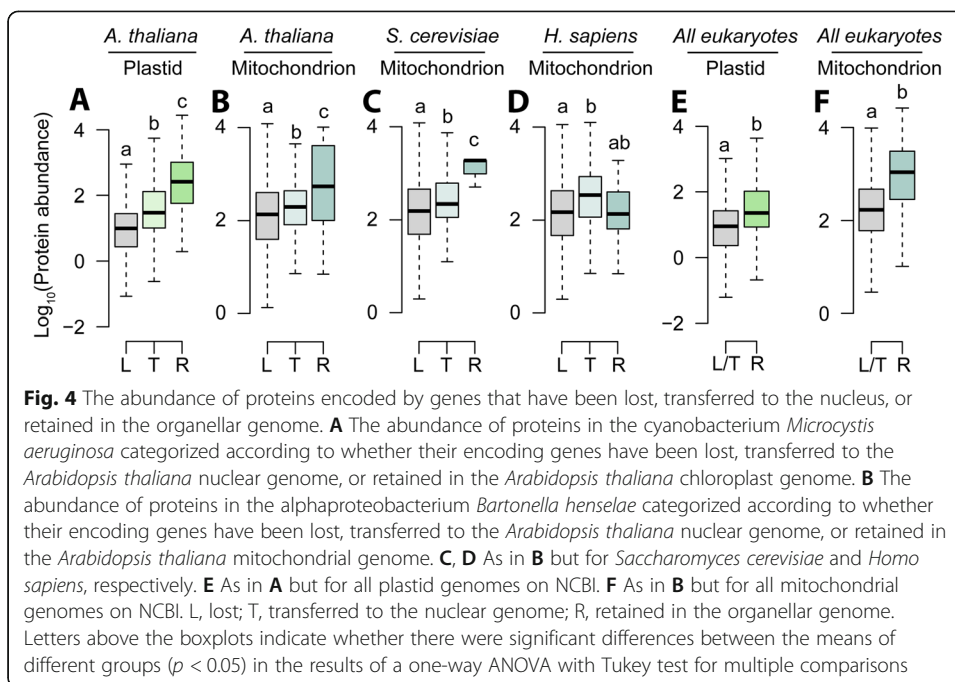 A. thaliana A. thaliana S. cerevisiae H. sapiens All eukaryotes All eukaryotes
Plastid Mitochondrion Mitochondrion Mitochondrion Plastid Mitochondrion
A B C D E F
Log10(Protein abundance)
4
2
0
−2
a b c
L T R
4
2
0
a b c
L T R
4
2
0
a b c
L T R
4
2
0
a b ab
L T R
4
2
0
−2
a b
L/T R
4
2
0
a b
L/T R
Fig. 4 The abundance of proteins encoded by genes that have been lost, transferred to the nucleus, or
retained in the organellar genome. A The abundance of proteins in the cyanobacterium Microcystis
aeruginosa categorized according to whether their encoding genes have been lost, transferred to the
Arabidopsis thaliana nuclear genome, or retained in the Arabidopsis thaliana chloroplast genome. B The
abundance of proteins in the alphaproteobacterium Bartonella henselae categorized according to whether
their encoding genes have been lost, transferred to the Arabidopsis thaliana nuclear genome, or retained in
the Arabidopsis thaliana mitochondrial genome. C, D As in B but for Saccharomyces cerevisiae and Homo
sapiens, respectively. E As in A but for all plastid genomes on NCBI. F As in B but for all mitochondrial
genomes on NCBI. L, lost; T, transferred to the nuclear genome; R, retained in the organellar genome.
Letters above the boxplots indicate whether there were significant differences between the means of
different groups (p < 0.05) in the results of a one-way ANOVA with Tukey test for multiple comparisons